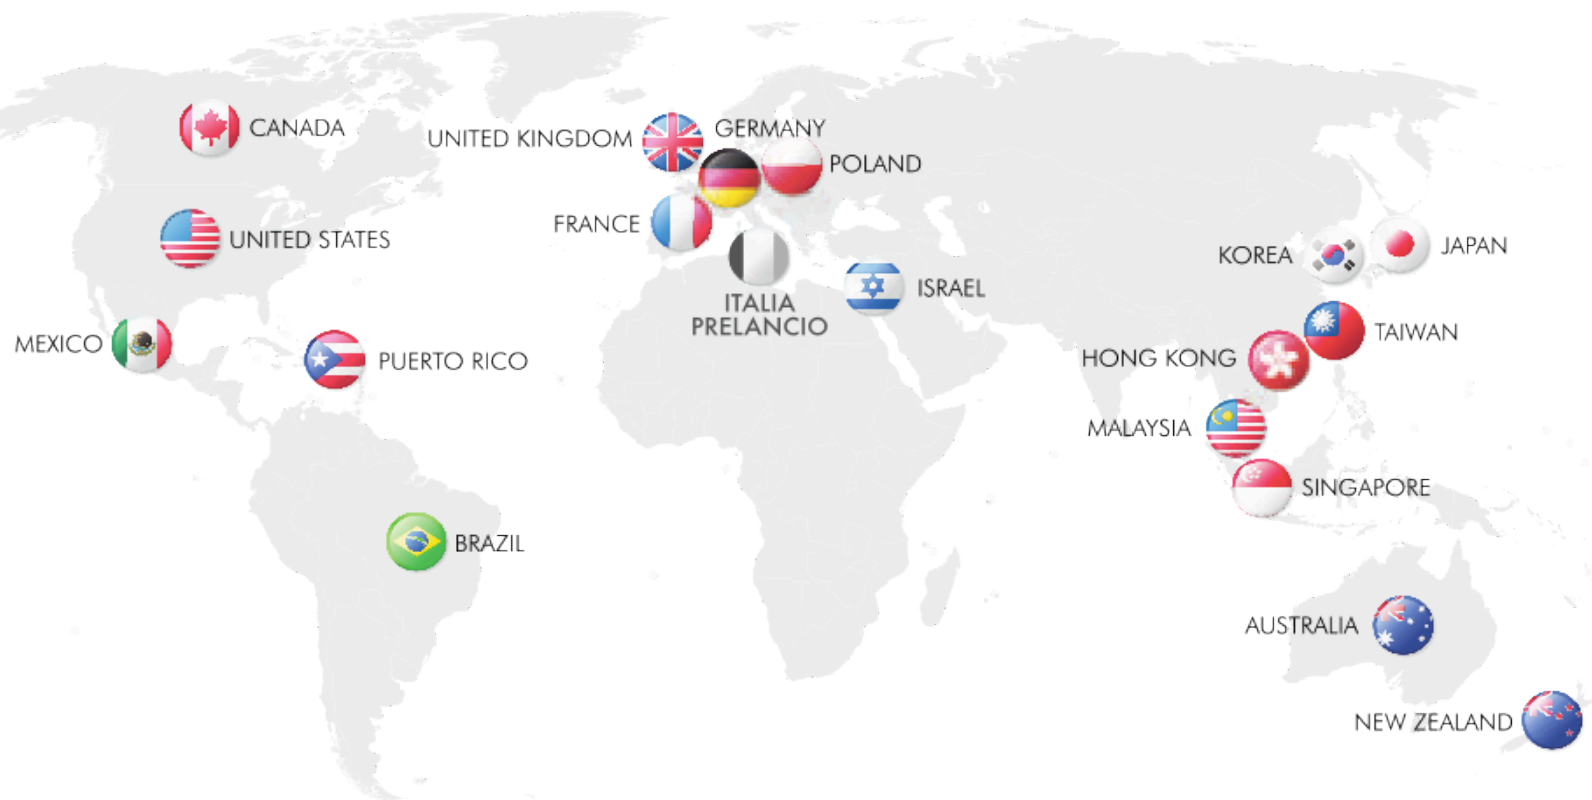 CANADA
UNITED KINGDOM
GERMANY
POLAND
FRANCE
UNITED STATES
KOREA
JAPAN
ISRAEL
ITALIA
PRELANCIO
MEXICO
PUERTO RICO
TAIWAN
HONG KONG
MALAYSIA
SINGAPORE
BRAZIL
AUSTRALIA
NEW ZEALAND